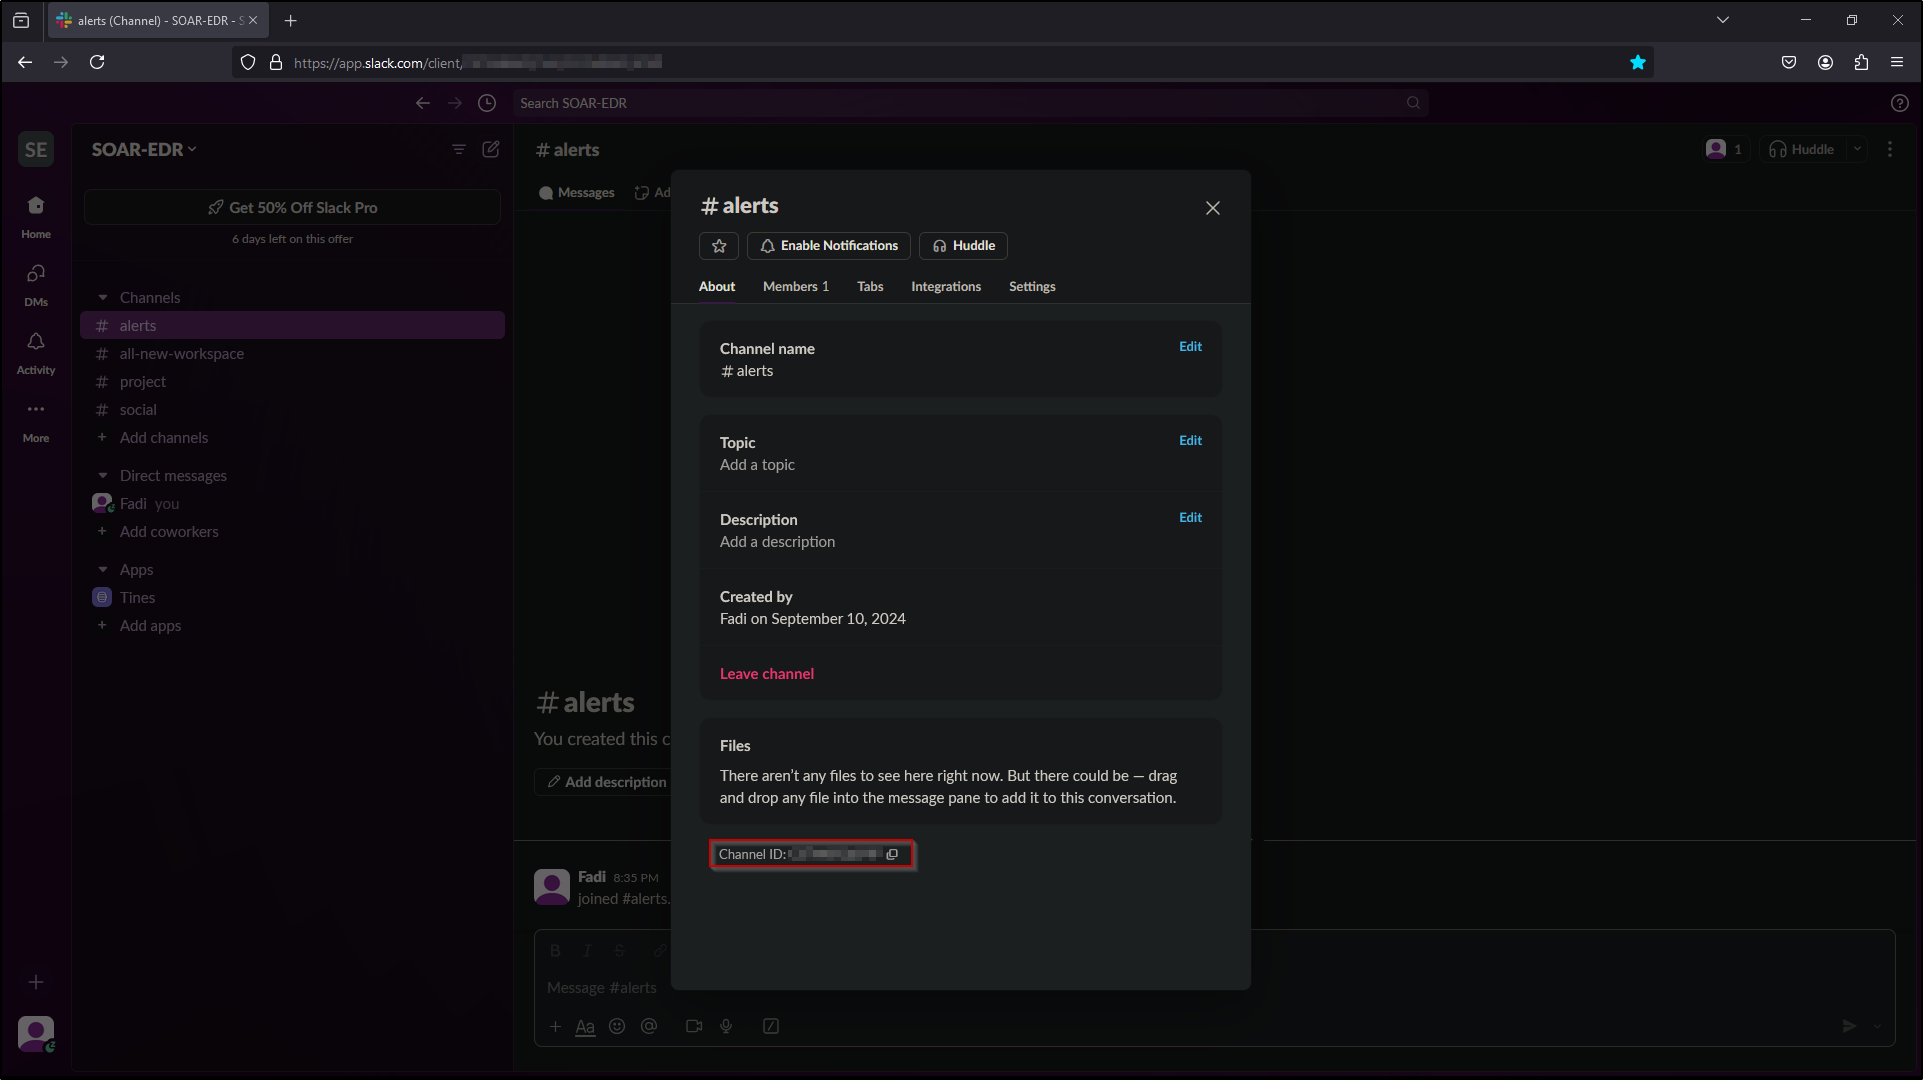 alerts (Channel) - SOAR-EDR - S
https://app.slack.com/client/
Search SOAR-EDR
SE
SOAR-EDR
# alerts
1
Huddle
Get 50% Off Slack Pro
6 days left on this offer
Messages
Ad
Home
DMs
Activity
More
Channels
# alerts
# all-new-workspace
# project
# social
+ Add channels
Direct messages
Fadi you
+ Add coworkers
Apps
Tines
+ Add apps
# alerts
Enable Notifications
Huddle
About
Members 1
Tabs
Integrations
Settings
Channel name
Edit
# alerts
Topic
Edit
Add a topic
Description
Edit
Add a description
Created by
Fadi on September 10, 2024
Leave channel
Files
There aren't any files to see here right now. But there could be — drag
and drop any file into the message pane to add it to this conversation.
Channel ID:
# alerts
You created this c
Add description
Fadi 8:35 PM
joined #alerts.
B I S
Message #alerts
Aa